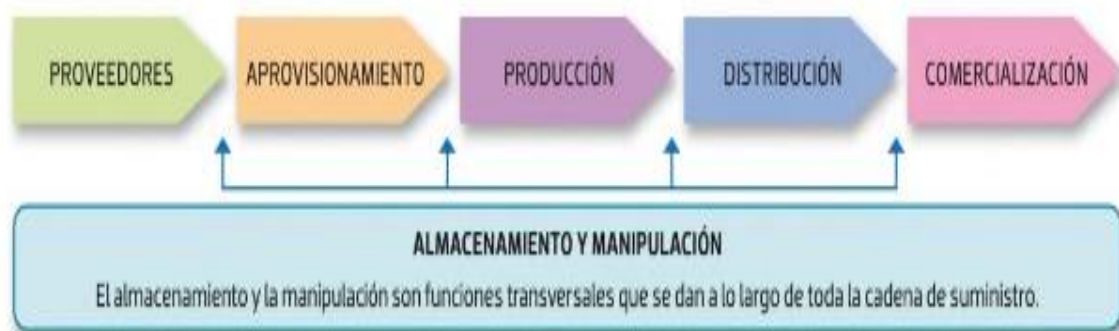 PROVEEDORES
APROVISIONAMIENTO
PRODUCCIÓN
DISTRIBUCIÓN
COMERCIALIZACIÓN
ALMACENAMIENTO Y MANIPULACIÓN
El almacenamiento y la manipulación son funciones transversales que se dan a lo largo de toda la cadena de suministro.